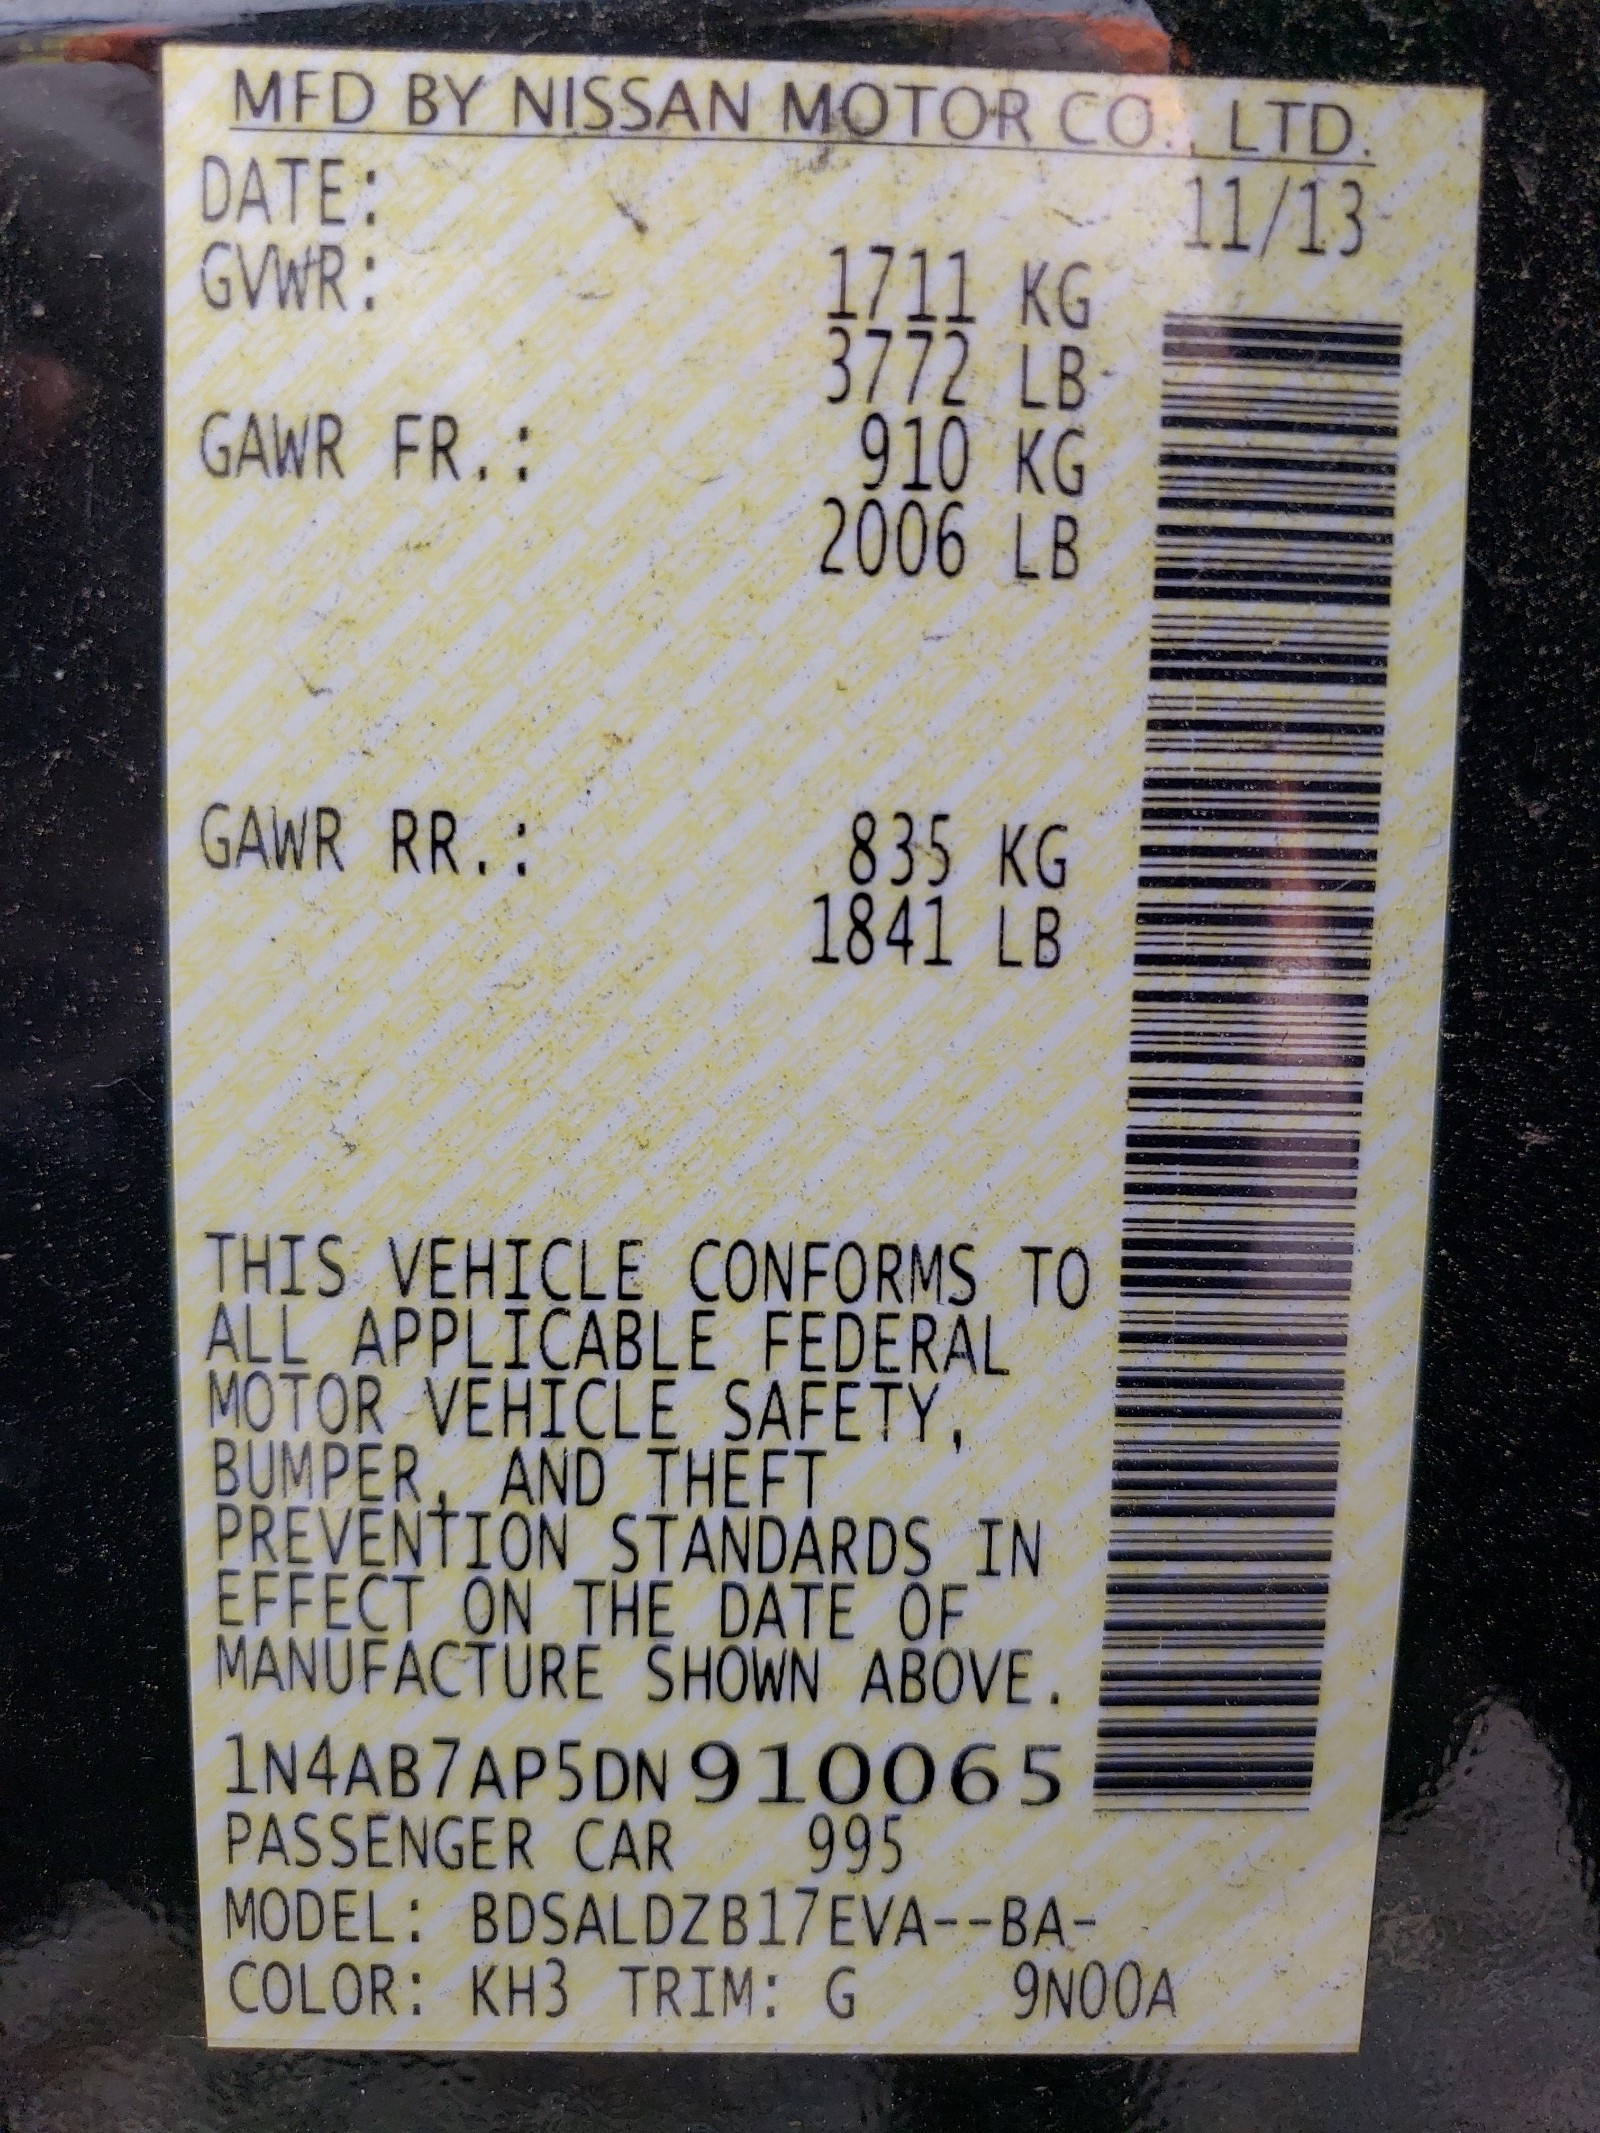 MFD BY NISSAN MOTOR CO., LTD.
DATE: 11/13
GVWR: 1711 KG
3772 LB
GAWR FR.: 910 KG
2006 LB
GAWR RR.: 835 KG
1841 LB
THIS VEHICLE CONFORMS TO
ALL APPLICABLE FEDERAL
MOTOR VEHICLE SAFETY,
BUMPER, AND THEFT
PREVENTION STANDARDS IN
EFFECT ON THE DATE OF
MANUFACTURE SHOWN ABOVE.
1N4AB7AP5DN910065
PASSENGER CAR 995
MODEL: BDSALDZB17EVA--BA-
COLOR: KH3 TRIM: G 9N00A